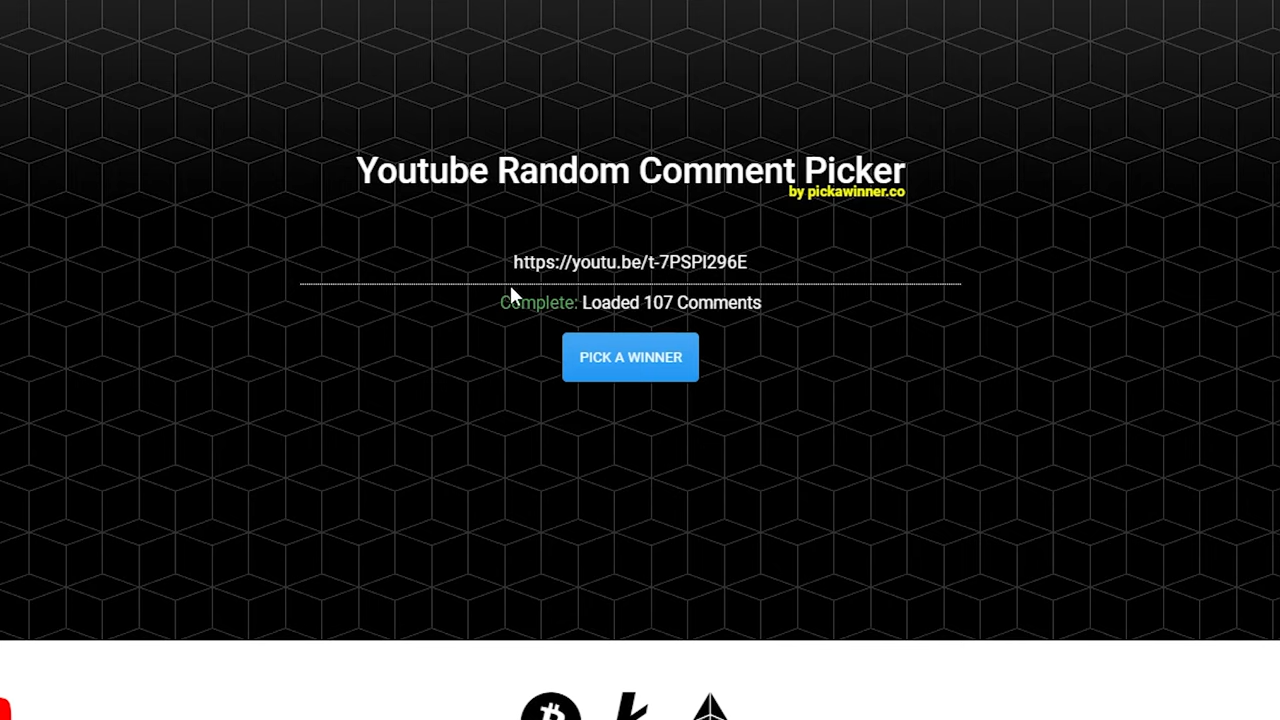 Youtube Random Comment Picker
by pickawinner.co
https://youtu.be/t-7PSPI296E
Complete: Loaded 107 Comments
PICK A WINNER